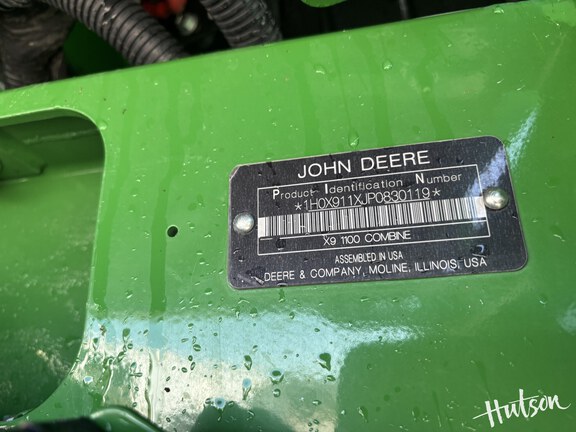 JOHN DEERE
Product Identification Number
*1H0X911XJP0830119*
X9 1100 COMBINE
ASSEMBLED IN USA
DEERE & COMPANY, MOLINE, ILLINOIS, USA
Hutson